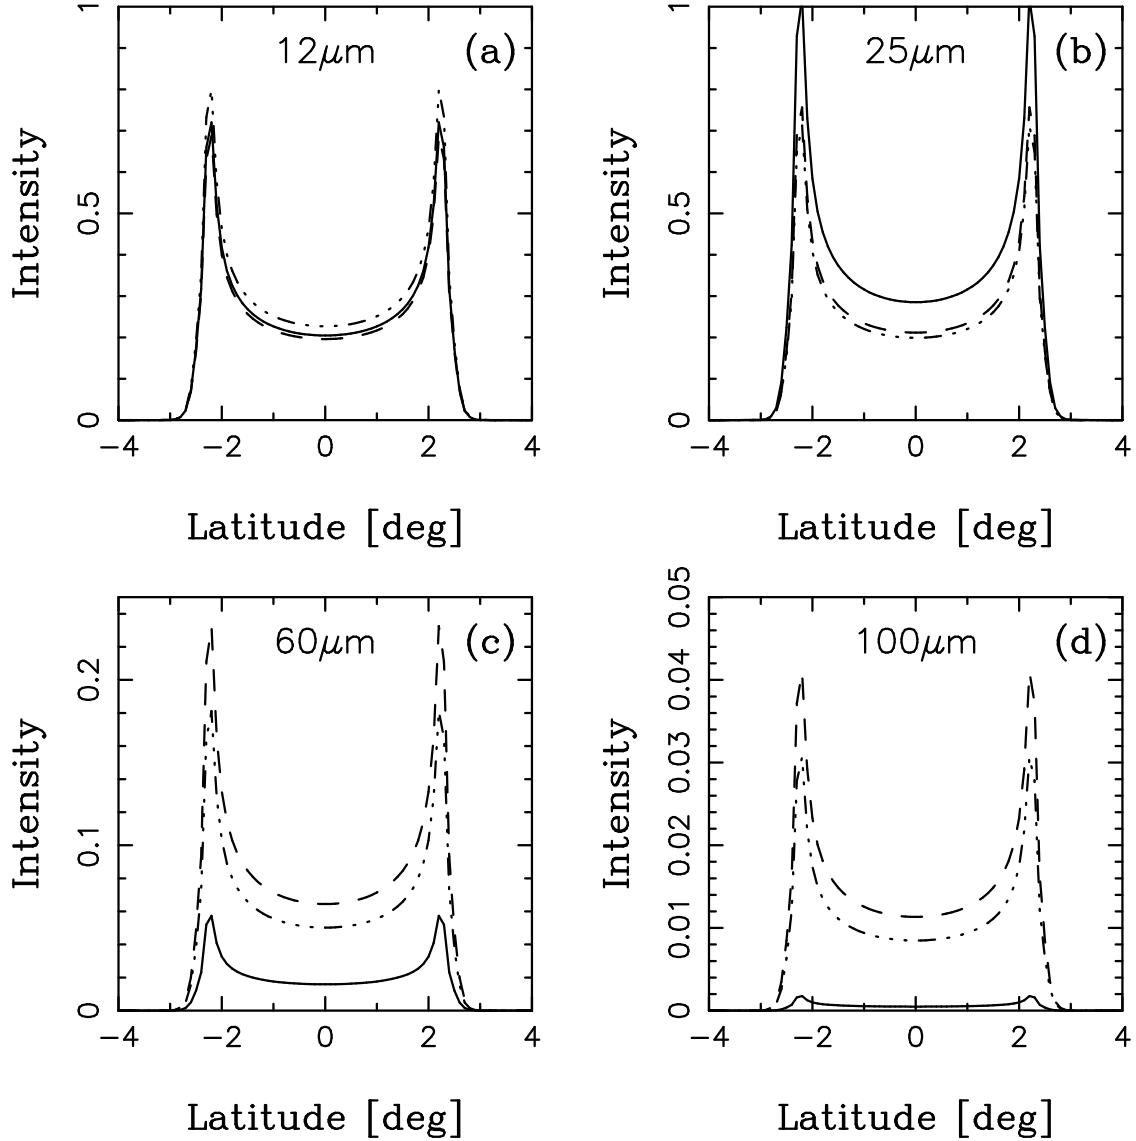 12μm (a)
1
0.5
0
Intensity
−4 −2 0 2 4
Latitude [deg]
25μm (b)
1
0.5
0
Intensity
−4 −2 0 2 4
Latitude [deg]
60μm (c)
0.2
0.1
0
Intensity
−4 −2 0 2 4
Latitude [deg]
100μm (d)
0.05
0.04
0.03
0.02
0.01
0
Intensity
−4 −2 0 2 4
Latitude [deg]